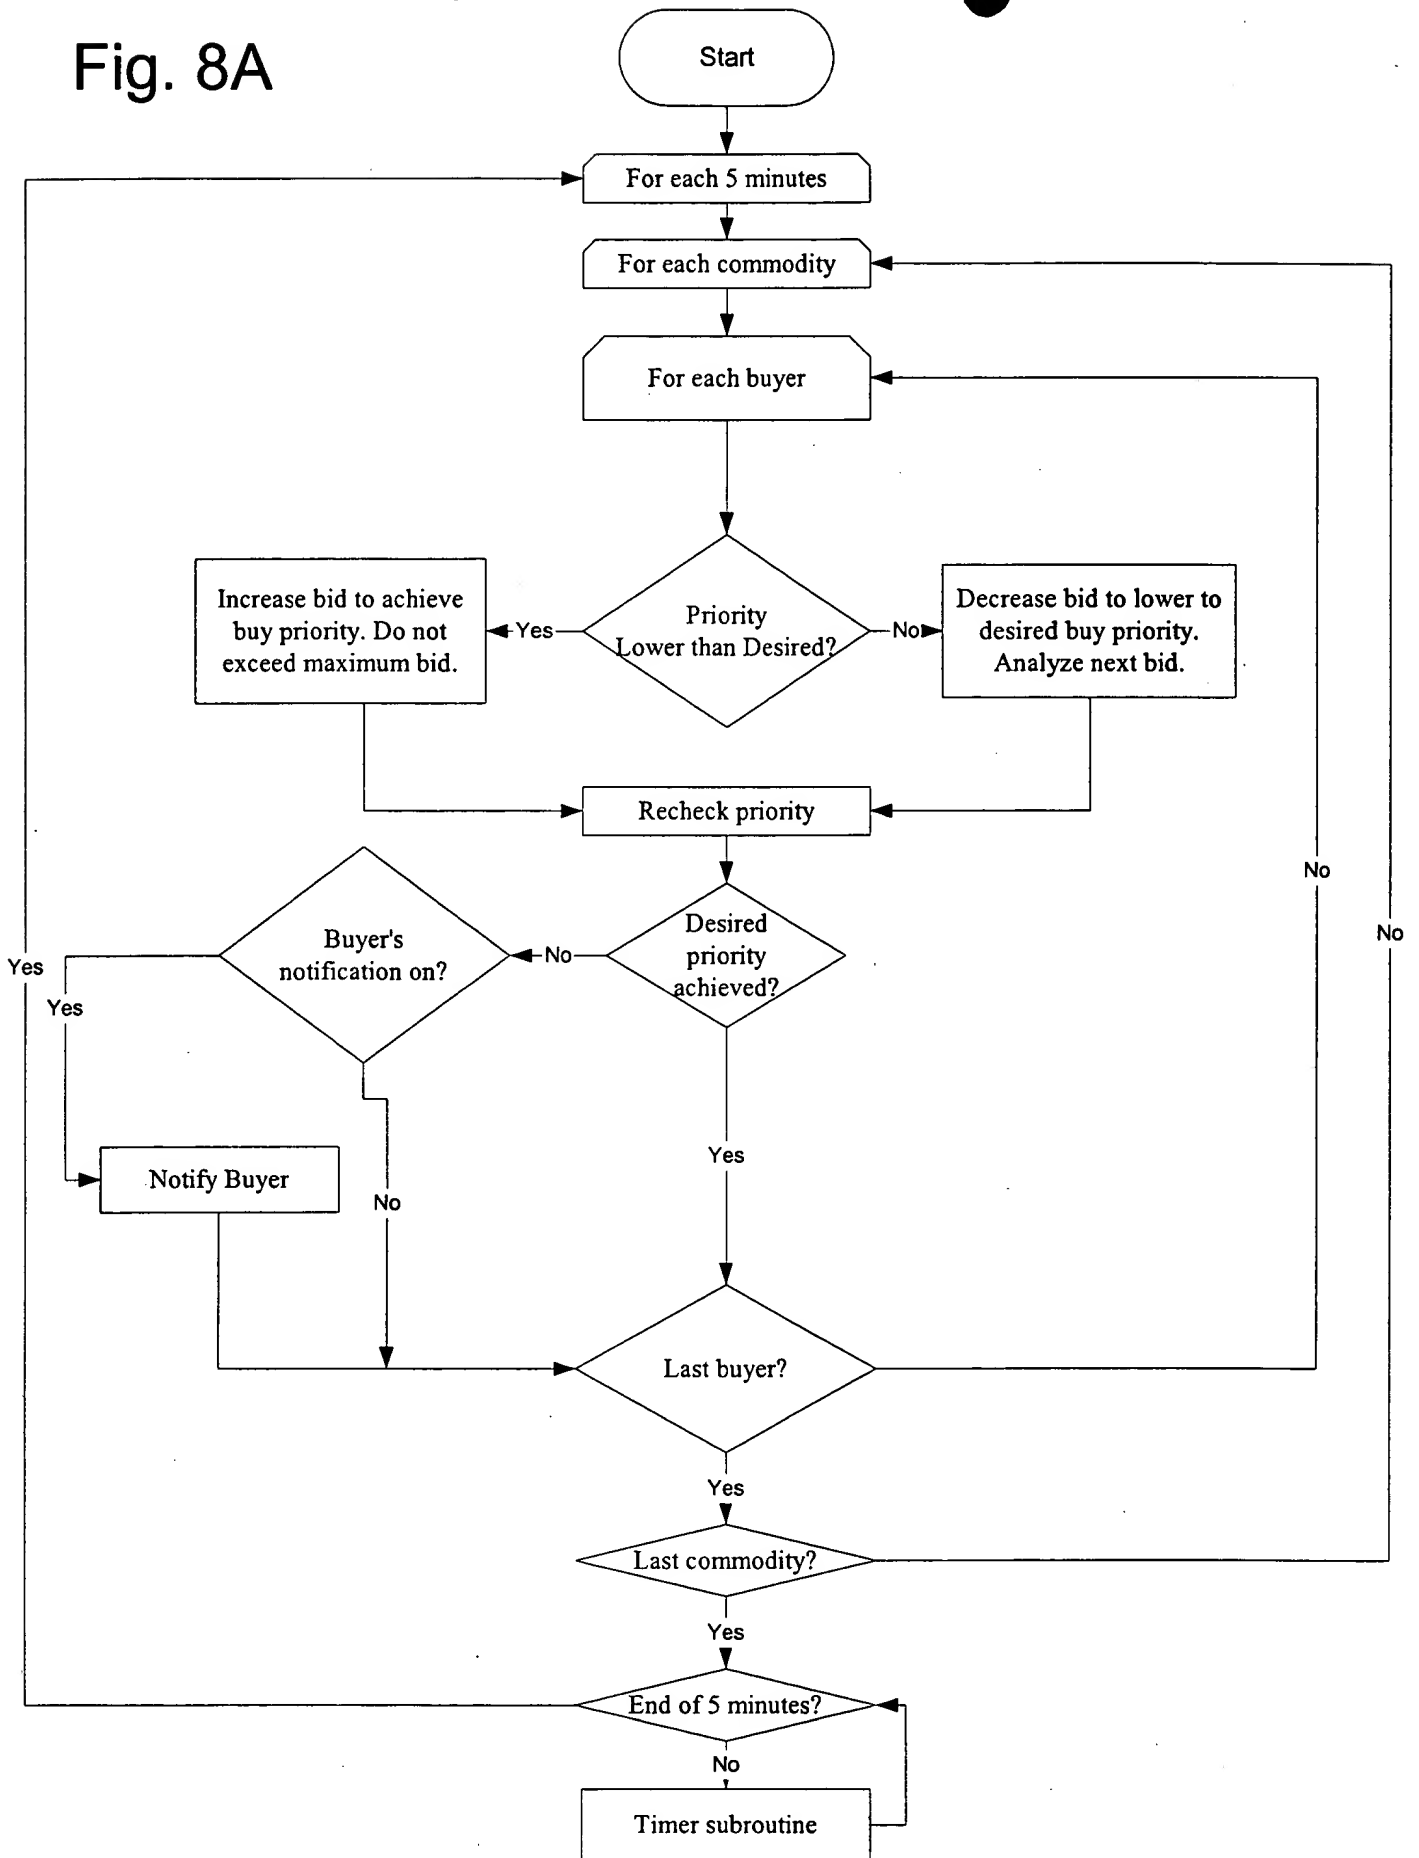 Fig. 8A
Start
For each 5 minutes
For each commodity
For each buyer
Increase bid to achieve
buy priority. Do not
exceed maximum bid.
Yes
Priority
Lower than Desired?
No
Decrease bid to lower to
desired buy priority.
Analyze next bid.
Recheck priority
No
Buyer's
notification on?
No
Desired
priority
achieved?
No
Yes
Yes
Yes
Notify Buyer
No
Last buyer?
Yes
Last commodity?
Yes
End of 5 minutes?
No
Timer subroutine